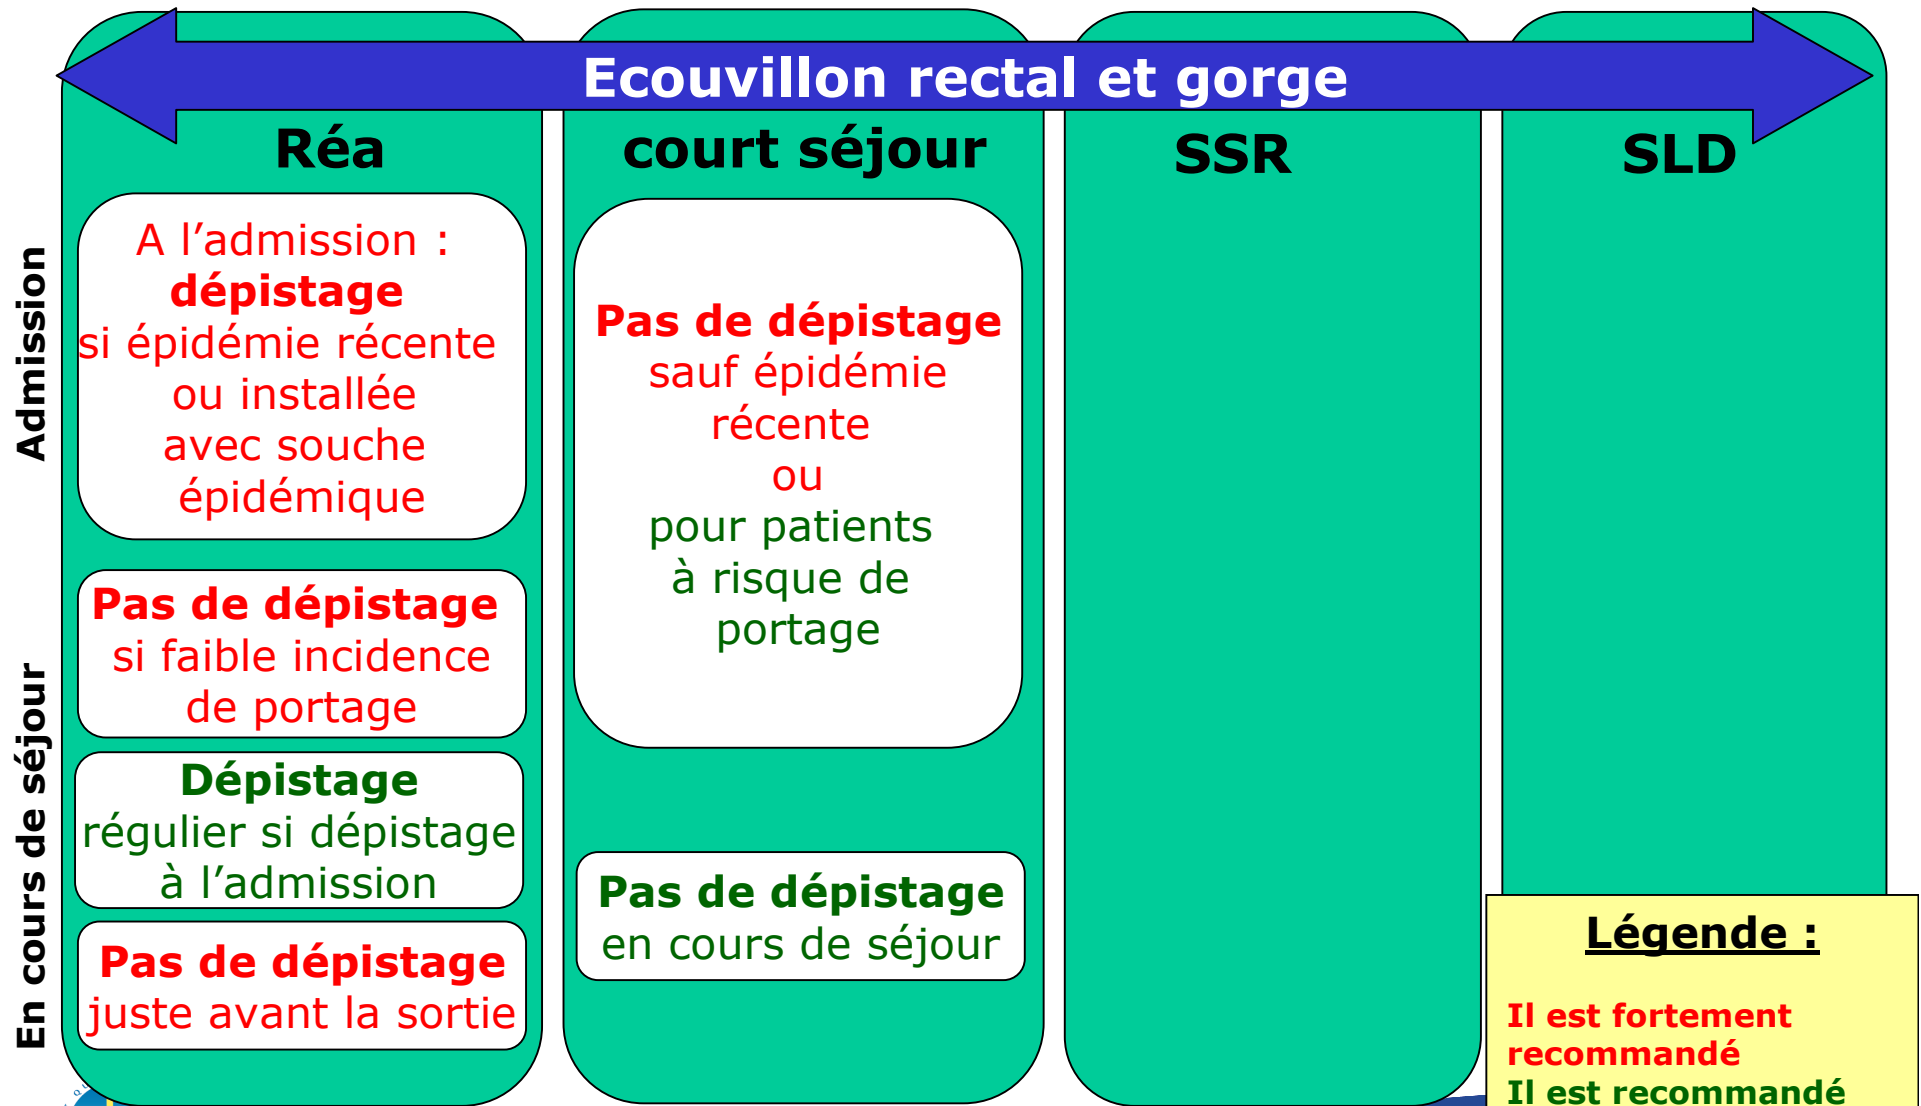 Ecouvillon rectal et gorge
Réa
court séjour
SSR
SLD
Admission
A l’admission :
dépistage
si épidémie récente
ou installée
avec souche
épidémique
Pas de dépistage
sauf épidémie
récente
ou
pour patients
à risque de
portage
En cours de séjour
Pas de dépistage
si faible incidence
de portage
Dépistage
régulier si dépistage
à l’admission
Pas de dépistage
juste avant la sortie
Pas de dépistage
en cours de séjour
Légende :
Il est fortement
recommandé
Il est recommandé